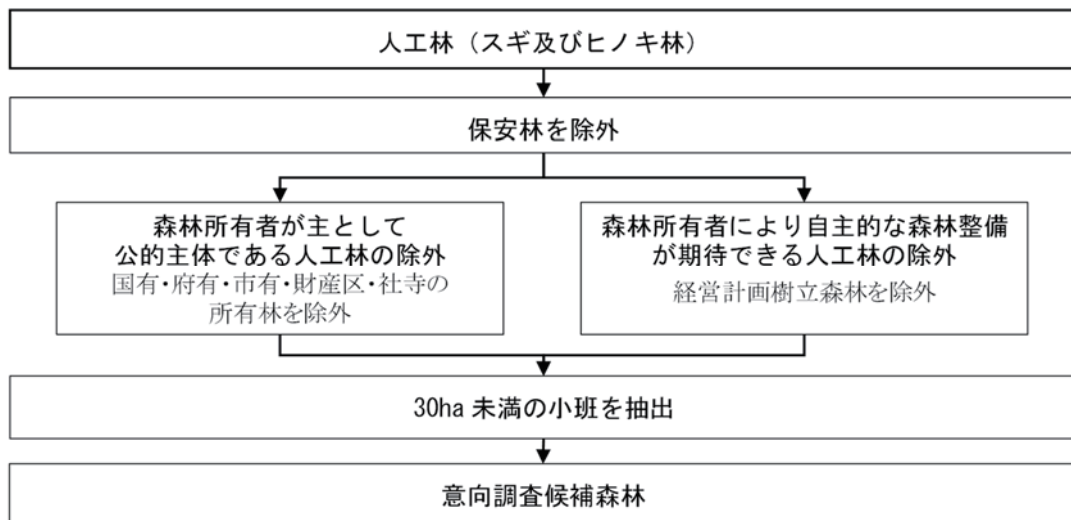 人工林（スギ及びヒノキ林）
保安林を除外
森林所有者が主として
公的主体である人工林の除外
国有・府有・市有・財産区・社寺の
所有林を除外
森林所有者により自主的な森林整備
が期待できる人工林の除外
経営計画樹立森林を除外
30ha 未満の小班を抽出
意向調査候補森林